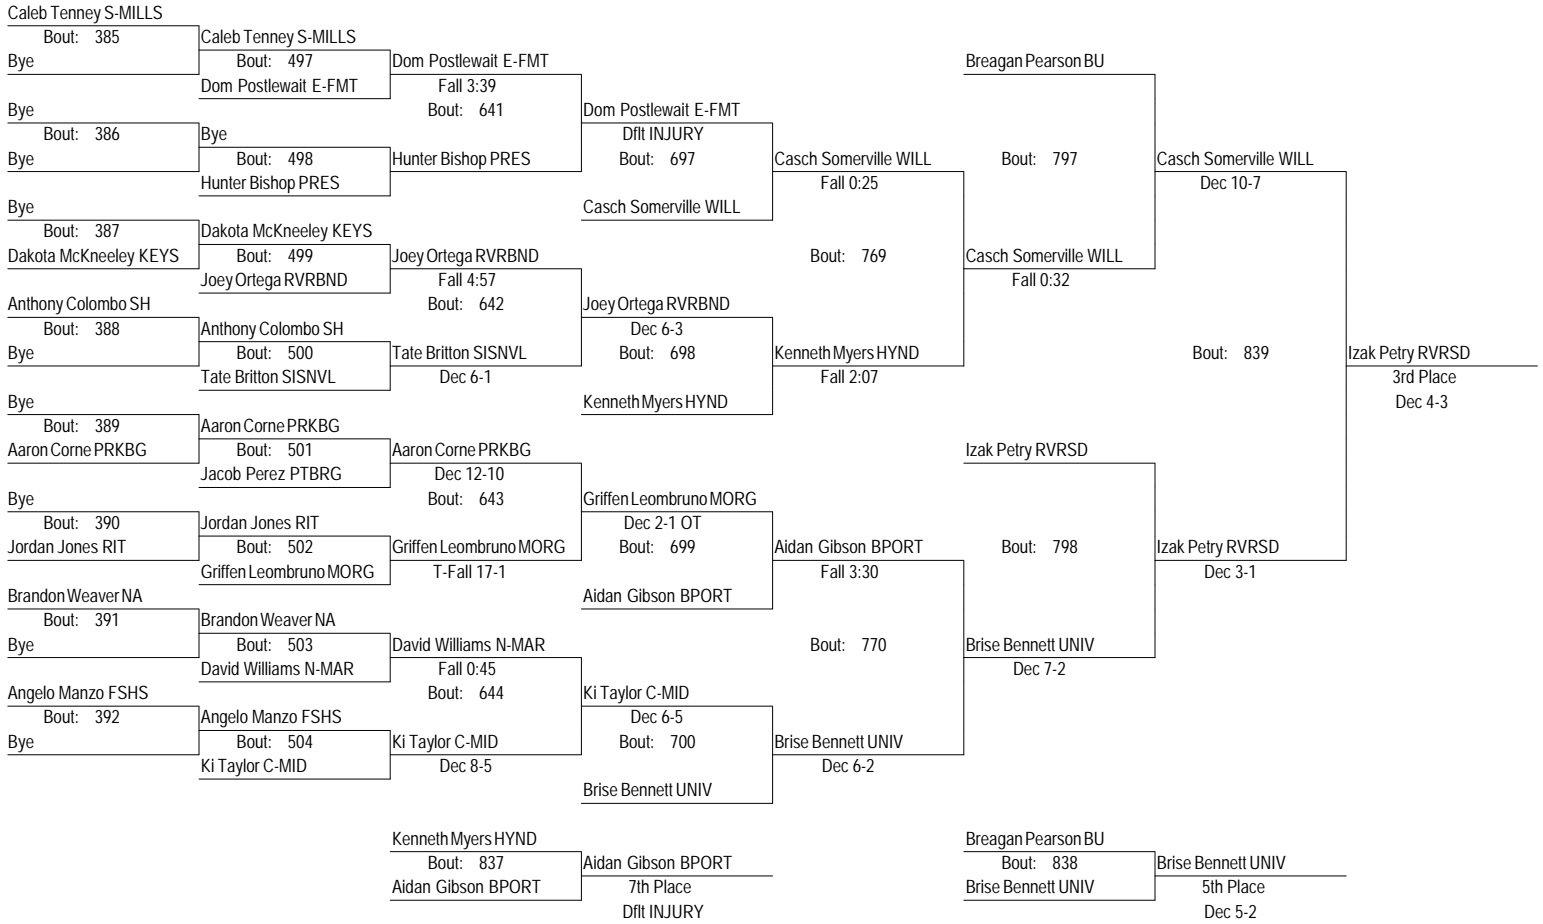 Caleb Tenney S-MILLS
Bout: 385
Bye
Bye
Bout: 386
Bye
Bye
Bout: 387
Dakota McKneeley KEYS
Anthony Colombo SH
Bout: 388
Bye
Bye
Bout: 389
Aaron Corne PRKBG
Bye
Bout: 390
Jordan Jones RIT
Brandon Weaver NA
Bout: 391
Bye
Angelo Manzo FSHS
Bout: 392
Bye
Caleb Tenney S-MILLS
Bout: 497
Dom Postlewait E-FMT
Bye
Bout: 498
Hunter Bishop PRES
Dakota McKneeley KEYS
Bout: 499
Joey Ortega RVRBND
Anthony Colombo SH
Bout: 500
Tate Britton SISNVL
Aaron Corne PRKBG
Bout: 501
Jacob Perez PTBRG
Jordan Jones RIT
Bout: 502
Griffen Leombruno MORG
Brandon Weaver NA
Bout: 503
David Williams N-MAR
Angelo Manzo FSHS
Bout: 504
Ki Taylor C-MID
Dom Postlewait E-FMT
Fall 3:39
Bout: 641
Hunter Bishop PRES
Joey Ortega RVRBND
Fall 4:57
Bout: 642
Tate Britton SISNVL
Dec 6-1
Aaron Corne PRKBG
Dec 12-10
Bout: 643
Griffen Leombruno MORG
T-Fall 17-1
David Williams N-MAR
Fall 0:45
Bout: 644
Ki Taylor C-MID
Dec 8-5
Dom Postlewait E-FMT
Dflt INJURY
Bout: 697
Casch Somerville WILL
Joey Ortega RVRBND
Dec 6-3
Bout: 698
Kenneth Myers HYND
Griffen Leombruno MORG
Dec 2-1 OT
Bout: 699
Aidan Gibson BPORT
Ki Taylor C-MID
Dec 6-5
Bout: 700
Brise Bennett UNIV
Casch Somerville WILL
Fall 0:25
Bout: 769
Kenneth Myers HYND
Fall 2:07
Aidan Gibson BPORT
Fall 3:30
Bout: 770
Brise Bennett UNIV
Dec 6-2
Breagan Pearson BU
Bout: 797
Casch Somerville WILL
Fall 0:32
Izak Petry RVRSD
Bout: 798
Brise Bennett UNIV
Dec 7-2
Casch Somerville WILL
Dec 10-7
Bout: 839
Izak Petry RVRSD
Dec 3-1
Izak Petry RVRSD
3rd Place
Dec 4-3
Kenneth Myers HYND
Bout: 837
Aidan Gibson BPORT
Aidan Gibson BPORT
7th Place
Dflt INJURY
Breagan Pearson BU
Bout: 838
Brise Bennett UNIV
Brise Bennett UNIV
5th Place
Dec 5-2